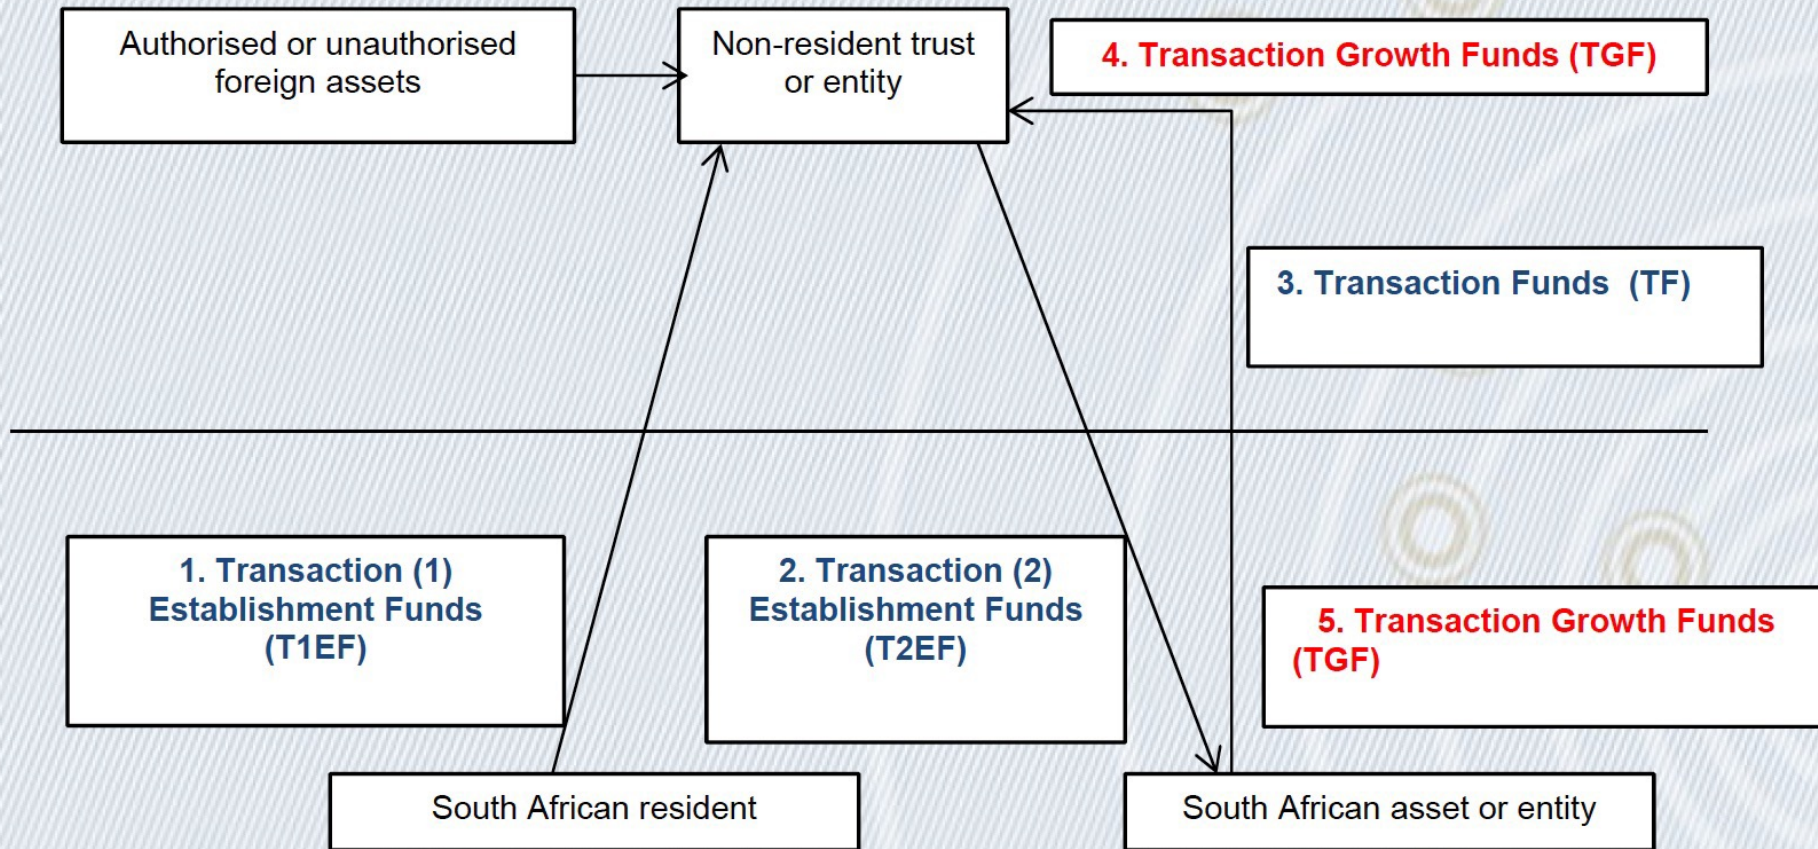 Authorised or unauthorised
foreign assets
Non-resident trust
or entity
4. Transaction Growth Funds (TGF)
3. Transaction Funds (TF)
1. Transaction (1)
Establishment Funds
(T1EF)
2. Transaction (2)
Establishment Funds
(T2EF)
5. Transaction Growth Funds
(TGF)
South African resident
South African asset or entity